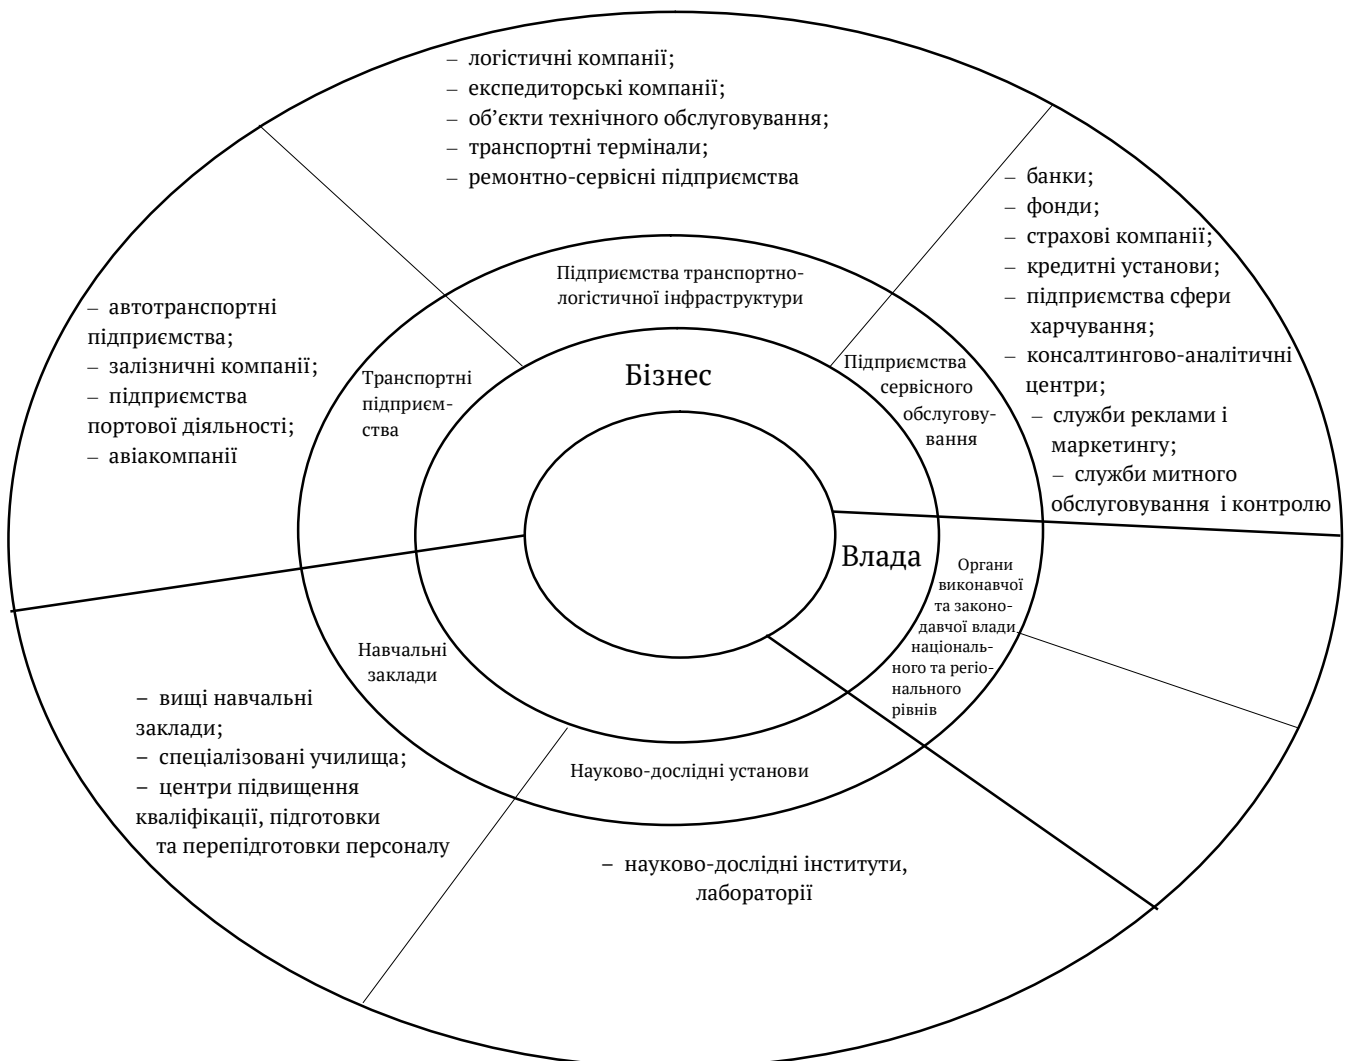 – логістичні компанії;
– експедиторські компанії;
– об’єкти технічного обслуговування;
– транспортні термінали;
– ремонтно-сервісні підприємства
– банки;
– фонди;
– страхові компанії;
– кредитні установи;
– підприємства сфери
харчування;
– консалтингово-аналітичні
центри;
– служби реклами і
маркетингу;
– служби митного
обслуговування і контролю
– автотранспортні
підприємства;
– залізничні компанії;
– підприємства
портової діяльності;
– авіакомпанії
Підприємства транспортно-
логістичної інфраструктури
Транспортні
підприєм-
ства
Бізнес
Підприємства
сервісного
обслугову-
вання
Влада
Органи
виконавчої
та законо-
давчої влади
національ-
ного та регіо-
нального
рівнів
Навчальні
заклади
– вищі навчальні
заклади;
– спеціалізовані училища;
– центри підвищення
кваліфікації, підготовки
та перепідготовки персоналу
Науково-дослідні установи
– науково-дослідні інститути,
лабораторії